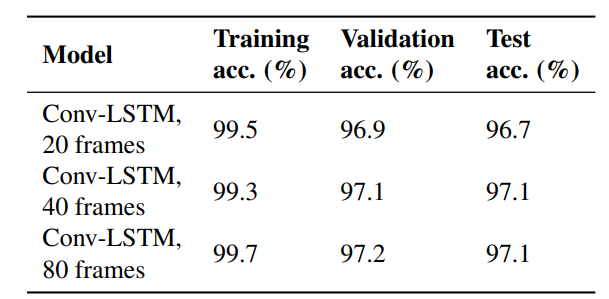 Model Training acc. (%) Validation acc. (%) Test acc. (%)
Conv-LSTM, 20 frames 99.5 96.9 96.7
Conv-LSTM, 40 frames 99.3 97.1 97.1
Conv-LSTM, 80 frames 99.7 97.2 97.1